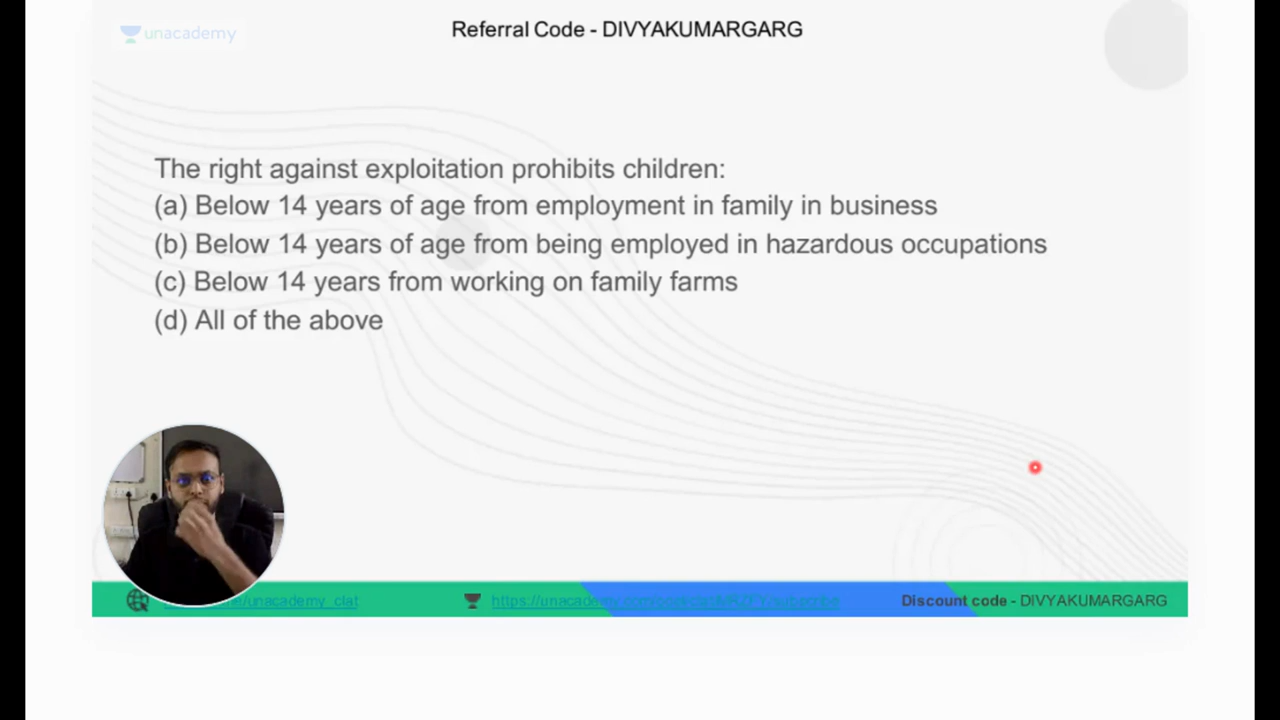 unacademy
Referral Code - DIVYAKUMARGARG
The right against exploitation prohibits children:
(a) Below 14 years of age from employment in family in business
(b) Below 14 years of age from being employed in hazardous occupations
(c) Below 14 years from working on family farms
(d) All of the above
/unacademy_clat
Discount code - DIVYAKUMARGARG